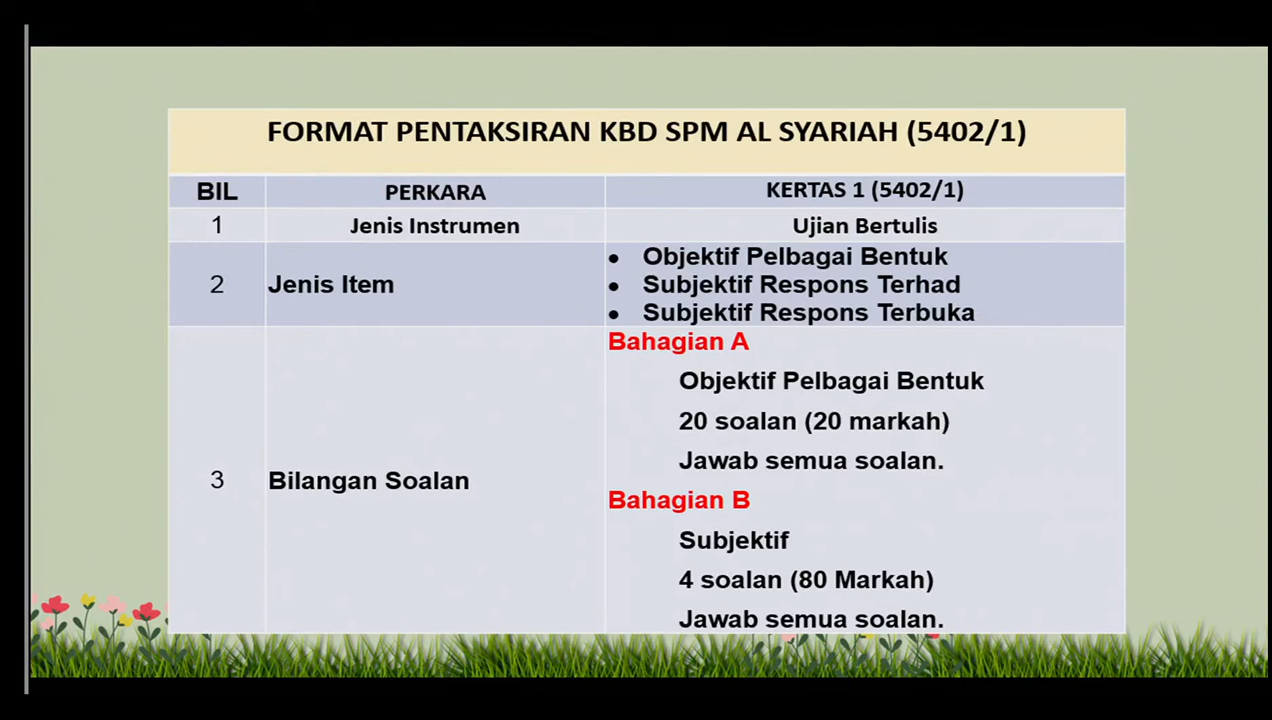 FORMAT PENTAKSIRAN KBD SPM AL SYARIAH (5402/1)
BIL PERKARA KERTAS 1 (5402/1)
1 Jenis Instrumen Ujian Bertulis
2 Jenis Item
• Objektif Pelbagai Bentuk
• Subjektif Respons Terhad
• Subjektif Respons Terbuka
3 Bilangan Soalan
Bahagian A
Objektif Pelbagai Bentuk
20 soalan (20 markah)
Jawab semua soalan.
Bahagian B
Subjektif
4 soalan (80 Markah)
Jawab semua soalan.